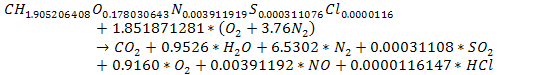 CH₁.₉₀₅₂₀₆₄₀₈O₀.₁₇₈₀₃₀₆₄₃N₀.₀₀₃₉₁₁₉₁₉S₀.₀₀₀₃₁₁₀₇₆Cl₀.₀₀₀₀₁₁₆
+ 1.851871281 * (O₂ + 3.76N₂)
→ CO₂ + 0.9526 * H₂O + 6.5302 * N₂ + 0.00031108 * SO₂
+ 0.9160 * O₂ + 0.00391192 * NO + 0.0000116147 * HCl